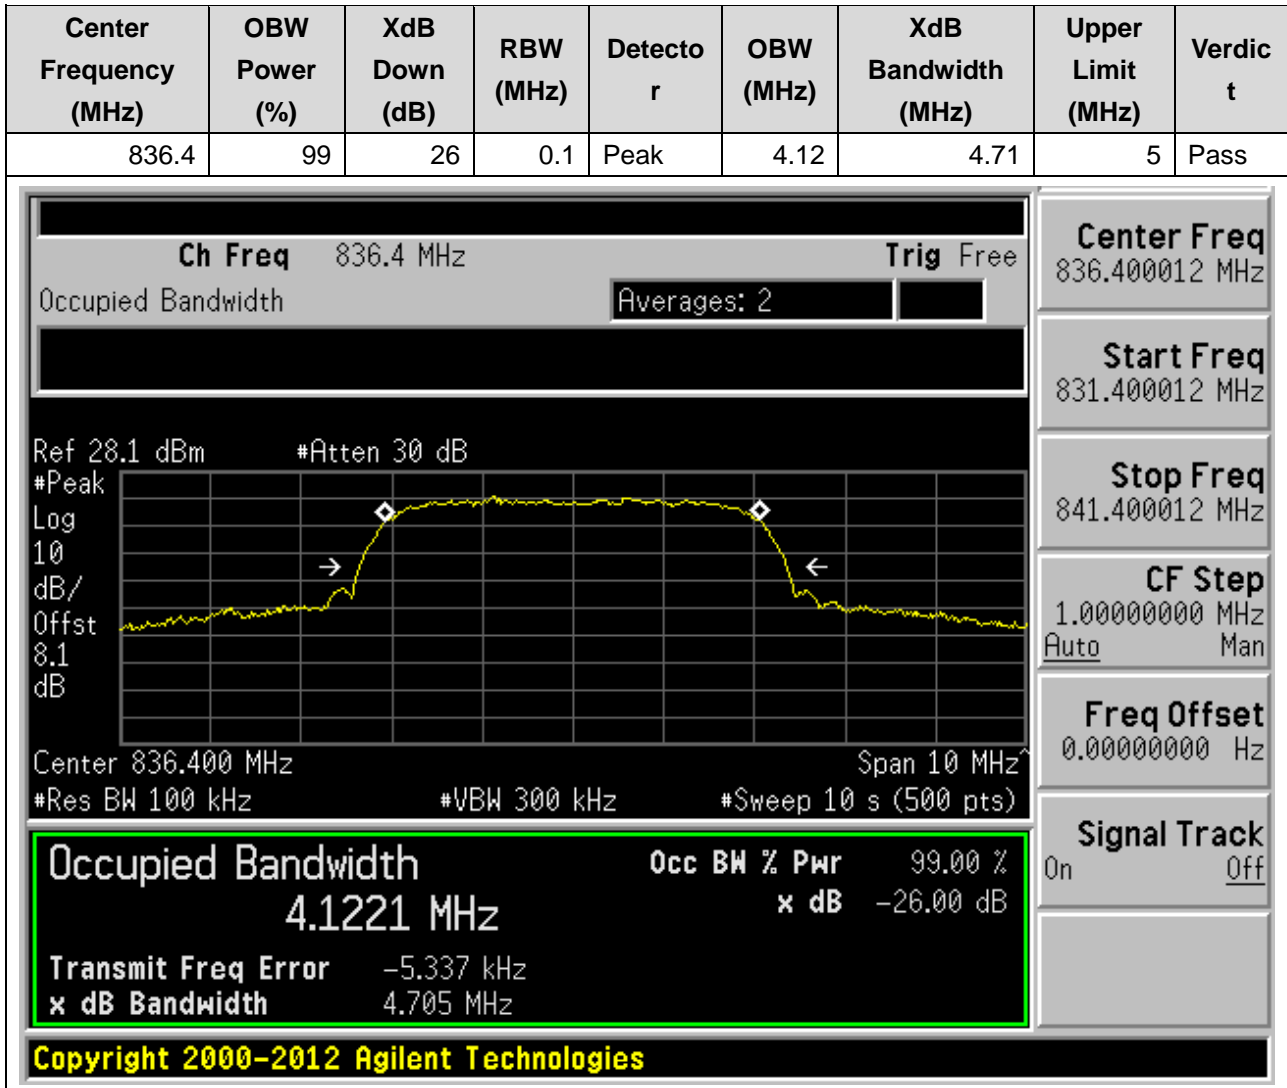 Center Frequency (MHz) OBW Power (%) XdB Down (dB) RBW (MHz) Detecto r OBW (MHz) XdB Bandwidth (MHz) Upper Limit (MHz) Verdic t
836.4 99 26 0.1 Peak 4.12 4.71 5 Pass
Ch Freq 836.4 MHz Trig Free
Occupied Bandwidth Averages: 2
Ref 28.1 dBm #Atten 30 dB
#Peak
Log
10
dB/
Offst
8.1
dB
Center 836.400 MHz Span 10 MHz^
#Res BW 100 kHz #VBW 300 kHz #Sweep 10 s (500 pts)
Occupied Bandwidth Occ BW % Pwr 99.00 %
4.1221 MHz x dB -26.00 dB
Transmit Freq Error -5.337 kHz
x dB Bandwidth 4.705 MHz
Copyright 2000-2012 Agilent Technologies
Center Freq
836.400012 MHz
Start Freq
831.400012 MHz
Stop Freq
841.400012 MHz
CF Step
1.00000000 MHz
Auto Man
Freq Offset
0.00000000 Hz
Signal Track
On Off